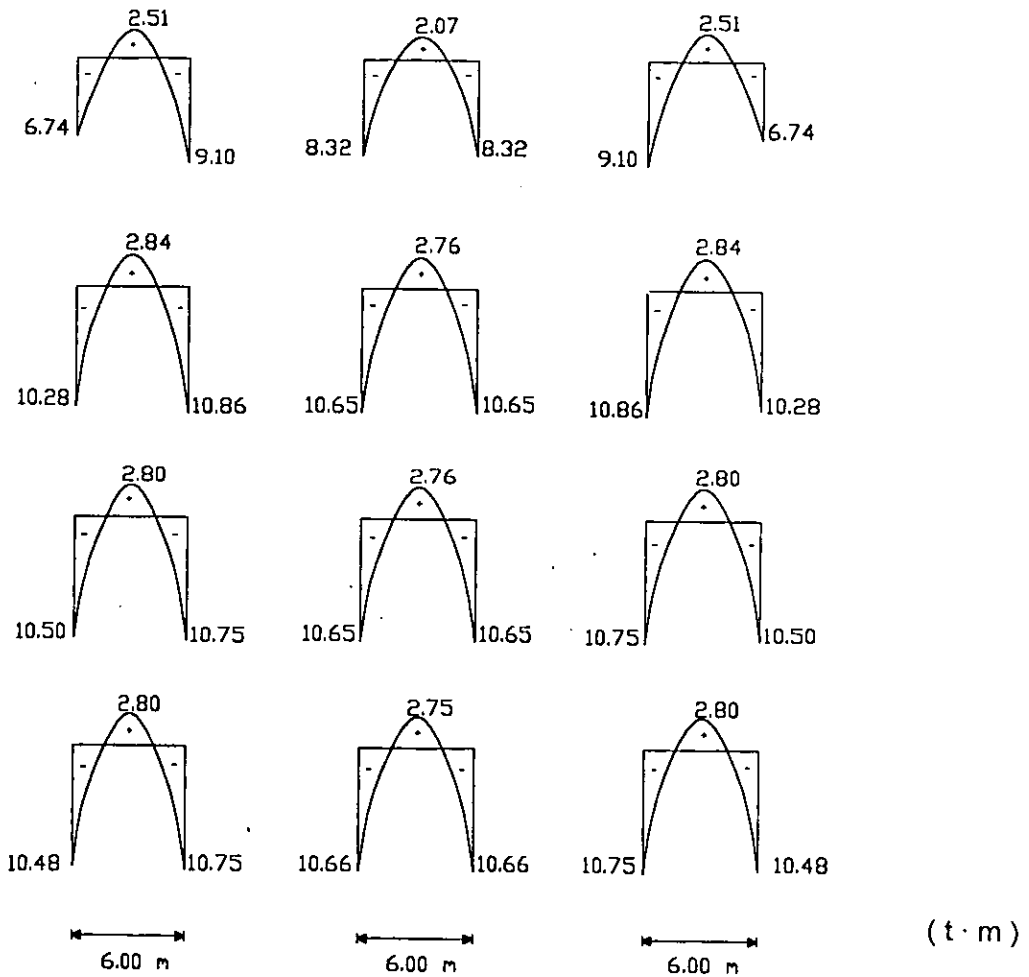 2.51 2.07 2.51
+ + +
- - - - - -
6.74 9.10 8.32 8.32 9.10 6.74
2.84 2.76 2.84
+ + +
- - - - - -
10.28 10.86 10.65 10.65 10.86 10.28
2.80 2.76 2.80
+ + +
- - - - - -
10.50 10.75 10.65 10.65 10.75 10.50
2.80 2.75 2.80
+ + +
- - - - - -
10.48 10.75 10.66 10.66 10.75 10.48
6.00 m 6.00 m 6.00 m (t·m)